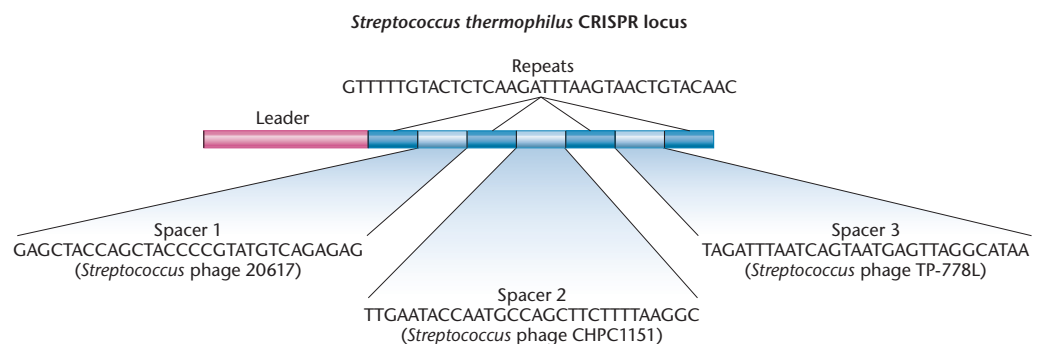 Streptococcus thermophilus CRISPR locus
Repeats
GTTTTTGTACTCTCAAGATTTAAGTAACTGTACAAC
Leader
Spacer 1
GAGCTACCAGCTACCCCGTATGTCAGAGAG
(Streptococcus phage 20617)
Spacer 2
TTGAATACCAATGCCAGCTTCTTTTAAGGC
(Streptococcus phage CHPC1151)
Spacer 3
TAGATTTAATCAGTAATGAGTTAGGCATAA
(Streptococcus phage TP-778L)